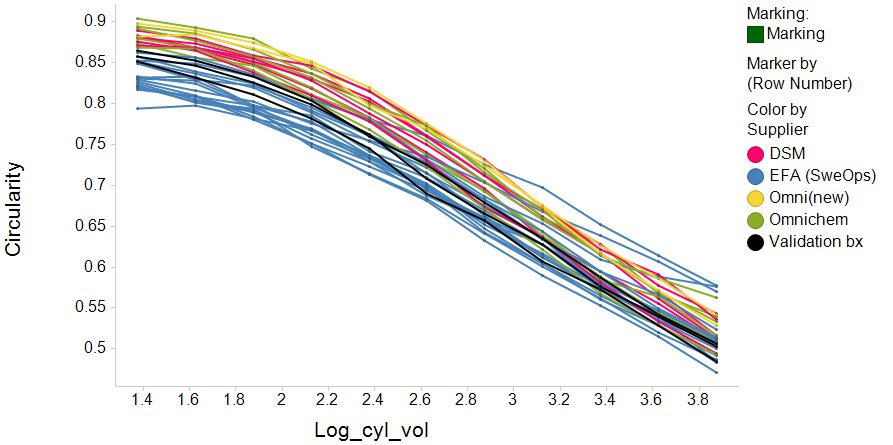 0.9
0.85
0.8
0.75
0.7
0.65
0.6
0.55
0.5
Circularity
1.4 1.6 1.8 2 2.2 2.4 2.6 2.8 3 3.2 3.4 3.6 3.8
Log_cyl_vol
Marking:
Marking
Marker by
(Row Number)
Color by
Supplier
DSM
EFA (SweOps)
Omni(new)
Omnichem
Validation bx